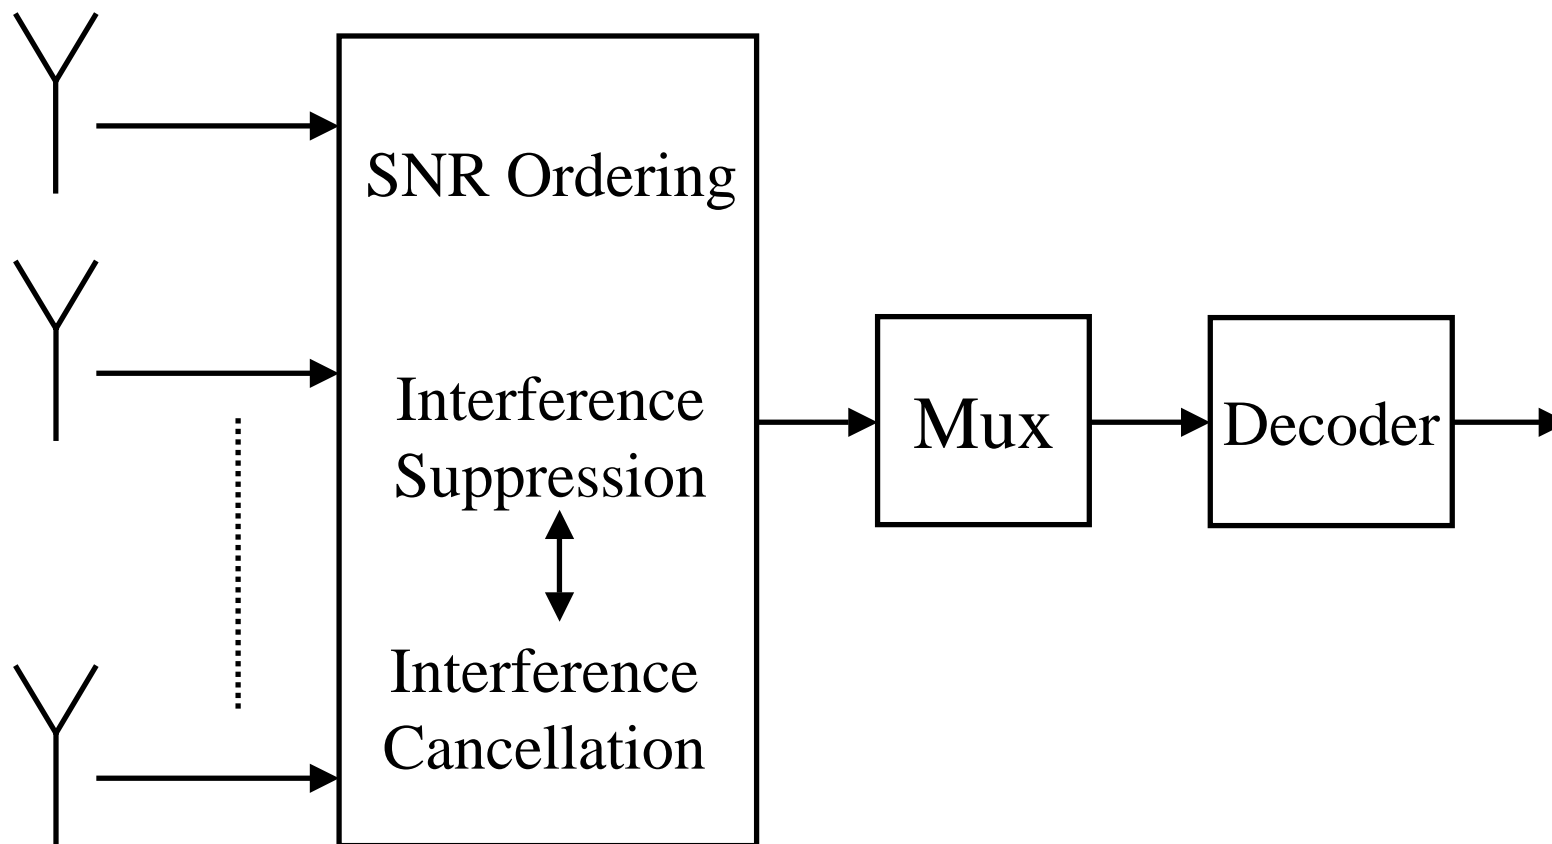 SNR Ordering
Interference
Suppression
Interference
Cancellation
Mux
Decoder